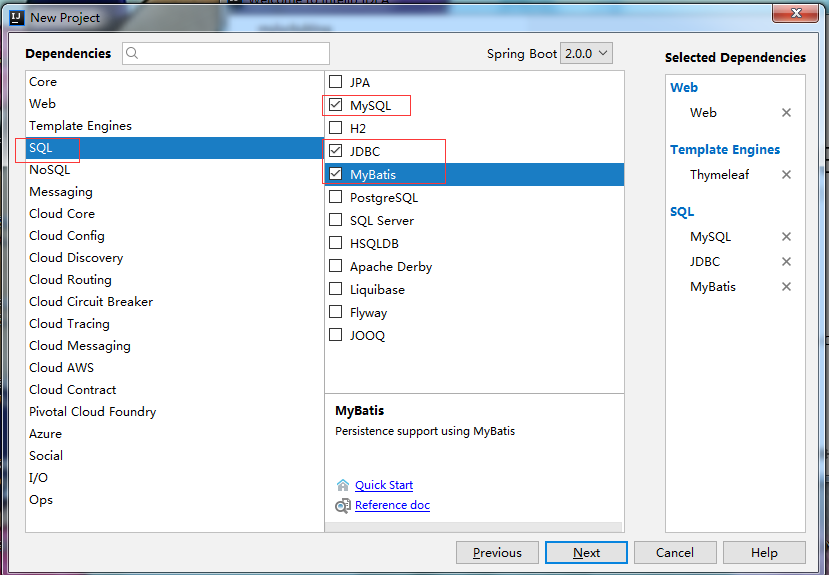 New Project
Dependencies
Spring Boot 2.0.0
Selected Dependencies
Core
Web
Template Engines
SQL
NoSQL
Messaging
Cloud Core
Cloud Config
Cloud Discovery
Cloud Routing
Cloud Circuit Breaker
Cloud Tracing
Cloud Messaging
Cloud AWS
Cloud Contract
Pivotal Cloud Foundry
Azure
Social
I/O
Ops
JPA
MySQL
H2
JDBC
MyBatis
PostgreSQL
SQL Server
HSQLDB
Apache Derby
Liquibase
Flyway
JOOQ
MyBatis
Persistence support using MyBatis
Quick Start
Reference doc
Web
Web
Template Engines
Thymeleaf
SQL
MySQL
JDBC
MyBatis
Previous
Next
Cancel
Help